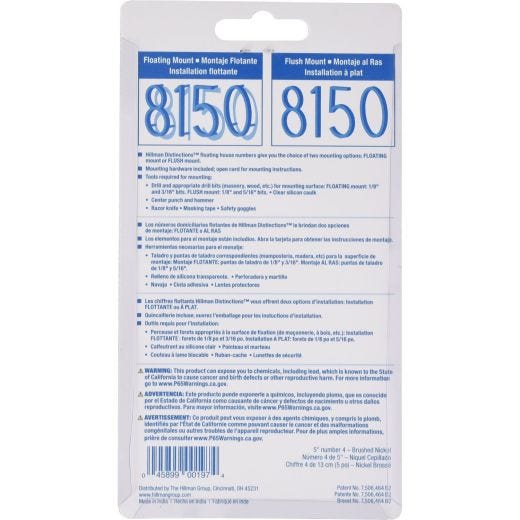 Floating Mount ▪ Montaje Flotante
Installation flottante
8150
Flush Mount ▪ Montaje al Ras
Installation à plat
8150
▪ Hillman Distinctions™ floating house numbers give you the choice of two mounting options: FLOATING
mount or FLUSH mount.
▪ Mounting hardware included; open card for mounting instructions.
▪ Tools required for mounting:
• Drill and appropriate drill bits (masonry, wood, etc.) for mounting surface: FLOATING mount: 1/8"
and 3/16" bits. FLUSH mount: 1/8" and 5/16" bits. • Clear silicon caulk
• Center punch and hammer
• Razor knife • Masking tape • Safety goggles
▪ Los números domiciliarios flotantes de Hillman Distinctions™ le brindan dos opciones
de montaje: FLOTANTE o AL RAS
▪ Los elementos para el montaje están incluidos. Abra la tarjeta para obtener las instrucciones de montaje.
▪ Herramientas necesarias para el monaje:
• Taladro y puntas de taladro correspondientes (mampostería, madera, etc) para la superficie de
montaje: Montaje FLOTANTE: puntas de taladro de 1/8" y 3/16". Montaje AL RAS: puntas de taladro
de 1/8" y 5/16".
• Relleno de silicona transparente. • Perforadora y martillo
• Navaja • Cinta adhesiva • Lentes protectores
▪ Les chiffres flottants Hillman Distinctions™ vous offrent deux options d'installation: Installation
FLOTTANTE ou À PLAT.
▪ Quincaillerie incluse; ouvrez l'emballage pour les instuctions d'installation.
▪ Outils requis pour l'installation:
• Perceuse et forets appropriés à la surface de fixation (de maçonnerie, à bois, etc.): Installation
FLOTTANTE : forets de 1/8 po et 3/16 po. Installation À PLAT: forets de 1/8 po et 5/16 po.
• Calfeutrant au silicone clair • Pointeau et marteau
• Couteau à lame biocable • Ruban-cache • Lunettes de sécurité
⚠ WARNING: This product can expose you to chemicals, including lead, which is known to the State
of California to cause cancer and birth defects or other reproductive harm. For more information
go to www.P65Warnings.ca.gov.
⚠ ADVERTENCIA: Este producto puede exponerle a químicos, incluyendo plomo, que es conocido
por el Estado de California como causante de cáncer y defectos de nacimiento u otros daños reproductivos.
Para mayor información, visite www.P65Warnings.ca.gov.
⚠ AVERTISSEMENT: Ce produit peut vous exposer à des agents chimiques, y compris le plomb,
identifiés par l'État de Californie comme pouvant causer le cancer et des malformations
congénitales ou autres troubles de l'appareil reproducteur. Pour de plus amples informations,
prière de consulter www.P65Warnings.ca.gov.
5" number 4 – Brushed Nickel
Número 4 de 5" – Níquel Cepillado
Chiffre 4 de 13 cm (5 po) – Nickel Brossé
0 45899 00197 4
Distributed by The Hillman Group, Cincinnati, OH 45231
www.hillmangroup.com
Made in India ▪ Hecho en India ▪ Fabriqué en Inde
Patent No. 7,506,464 B2
Patente No. 7,506,464 B2
Brevet No. 7,506,464 B2